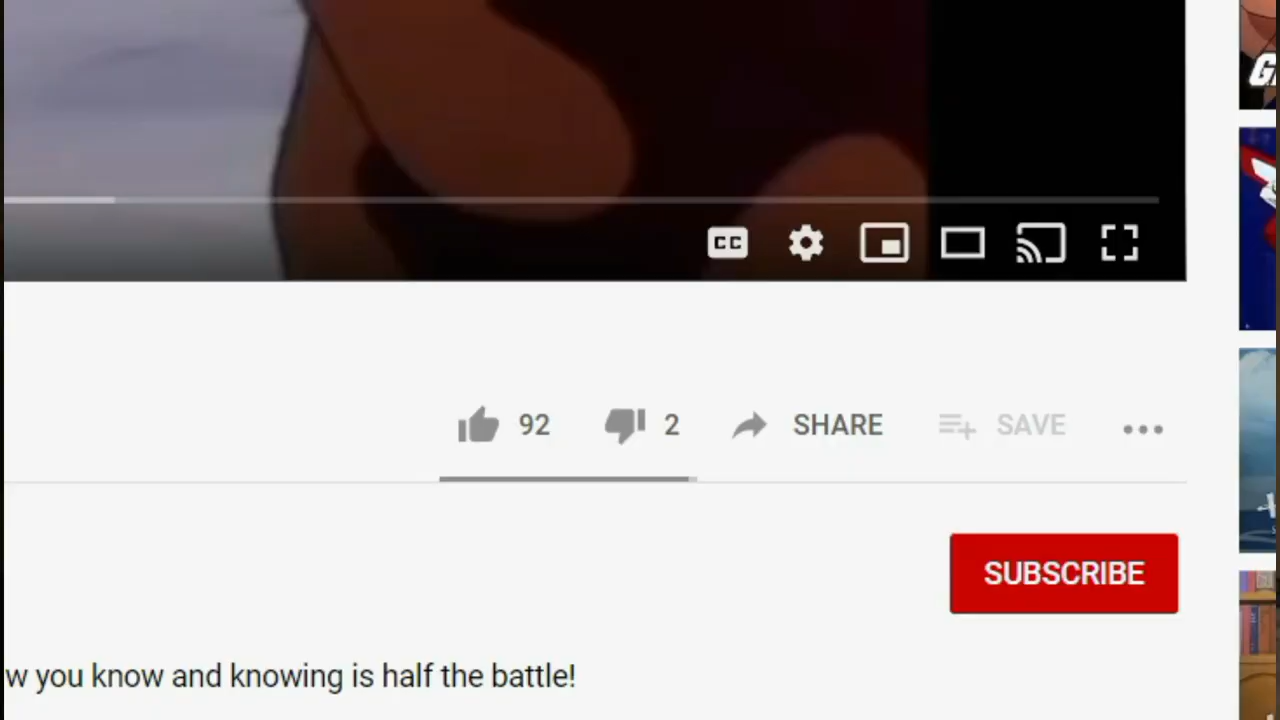 CC
92 2 SHARE SAVE
SUBSCRIBE
w you know and knowing is half the battle!